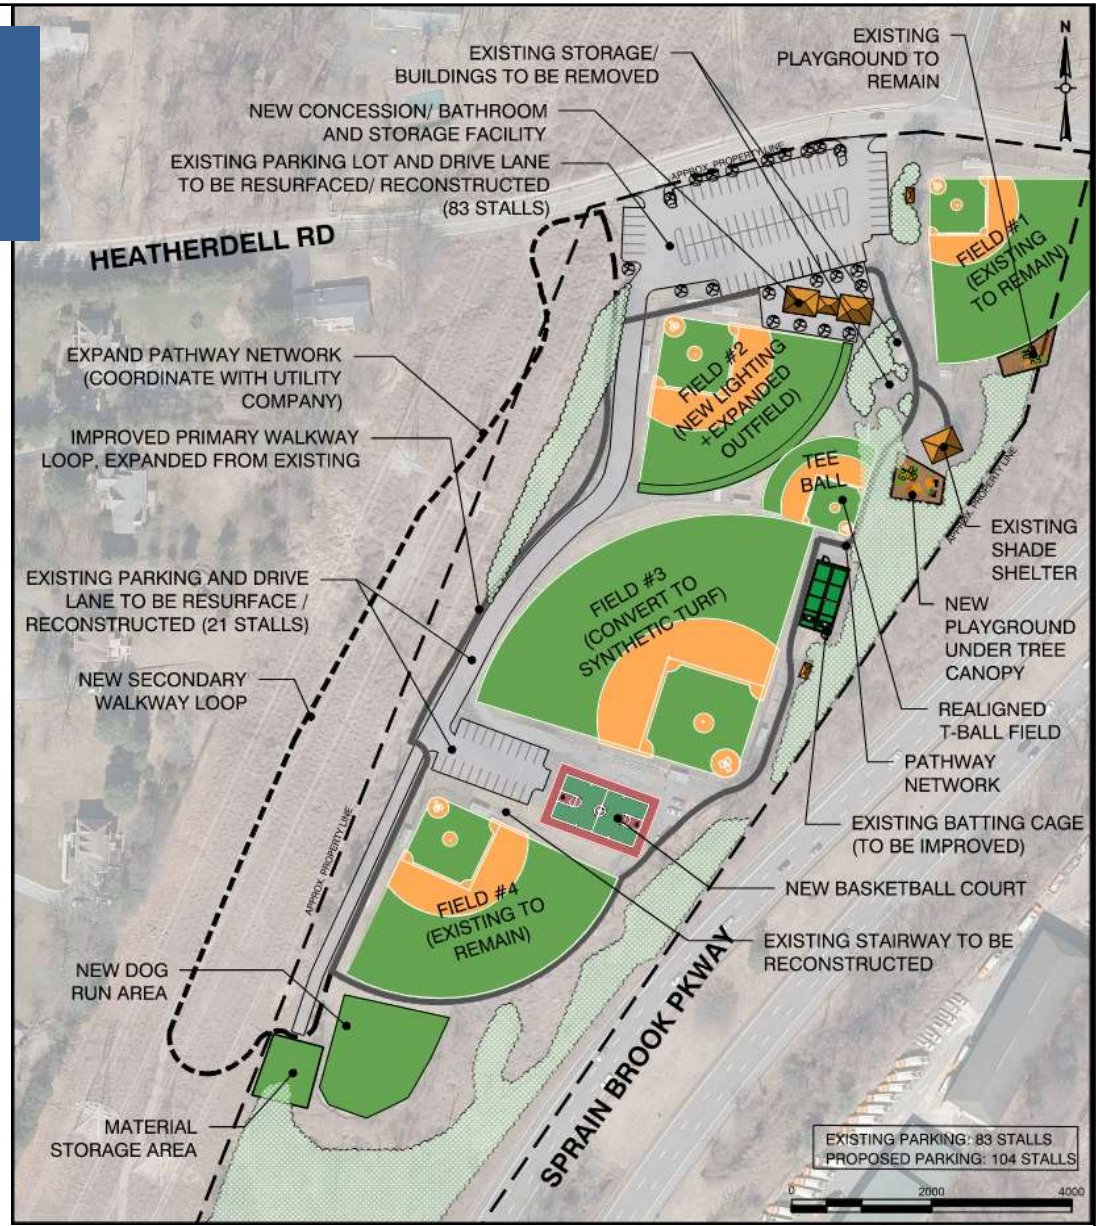 EXISTING STORAGE/
BUILDINGS TO BE REMOVED
EXISTING
PLAYGROUND TO
REMAIN
N
NEW CONCESSION/ BATHROOM
AND STORAGE FACILITY
EXISTING PARKING LOT AND DRIVE LANE
TO BE RESURFACED/ RECONSTRUCTED
(83 STALLS)
APPROX. PROPERTY LINE
HEATHERDELL RD
FIELD #1
(EXISTING
TO REMAIN)
EXPAND PATHWAY NETWORK
(COORDINATE WITH UTILITY
COMPANY)
FIELD #2
(NEW LIGHTING
+EXPANDED
OUTFIELD)
IMPROVED PRIMARY WALKWAY
LOOP, EXPANDED FROM EXISTING
TEE
BALL
APPROX. PROPERTY LINE
EXISTING
SHADE
SHELTER
EXISTING PARKING AND DRIVE
LANE TO BE RESURFACE /
RECONSTRUCTED (21 STALLS)
FIELD #3
(CONVERT TO
SYNTHETIC TURF)
NEW
PLAYGROUND
UNDER TREE
CANOPY
NEW SECONDARY
WALKWAY LOOP
REALIGNED
T-BALL FIELD
PATHWAY
NETWORK
EXISTING BATTING CAGE
(TO BE IMPROVED)
APPROX. PROPERTY LINE
NEW BASKETBALL COURT
FIELD #4
(EXISTING TO
REMAIN)
EXISTING STAIRWAY TO BE
RECONSTRUCTED
NEW DOG
RUN AREA
SPRAIN BROOK PKWAY
MATERIAL
STORAGE AREA
EXISTING PARKING: 83 STALLS
PROPOSED PARKING: 104 STALLS
0 2000 4000